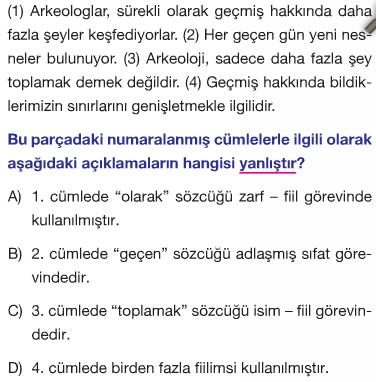 (1) Arkeologlar, sürekli olarak geçmiş hakkında daha
fazla şeyler keşfediyorlar. (2) Her geçen gün yeni nes-
neler bulunuyor. (3) Arkeoloji, sadece daha fazla şey
toplamak demek değildir. (4) Geçmiş hakkında bildik-
lerimizin sınırlarını genişletmekle ilgilidir.
Bu parçadaki numaralanmış cümlelerle ilgili olarak
aşağıdaki açıklamaların hangisi yanlıştır?
A) 1. cümlede “olarak” sözcüğü zarf – fiil görevinde
kullanılmıştır.
B) 2. cümlede “geçen” sözcüğü adlaşmış sıfat göre-
vindedir.
C) 3. cümlede “toplamak” sözcüğü isim – fiil görevin-
dedir.
D) 4. cümlede birden fazla fiilimsi kullanılmıştır.